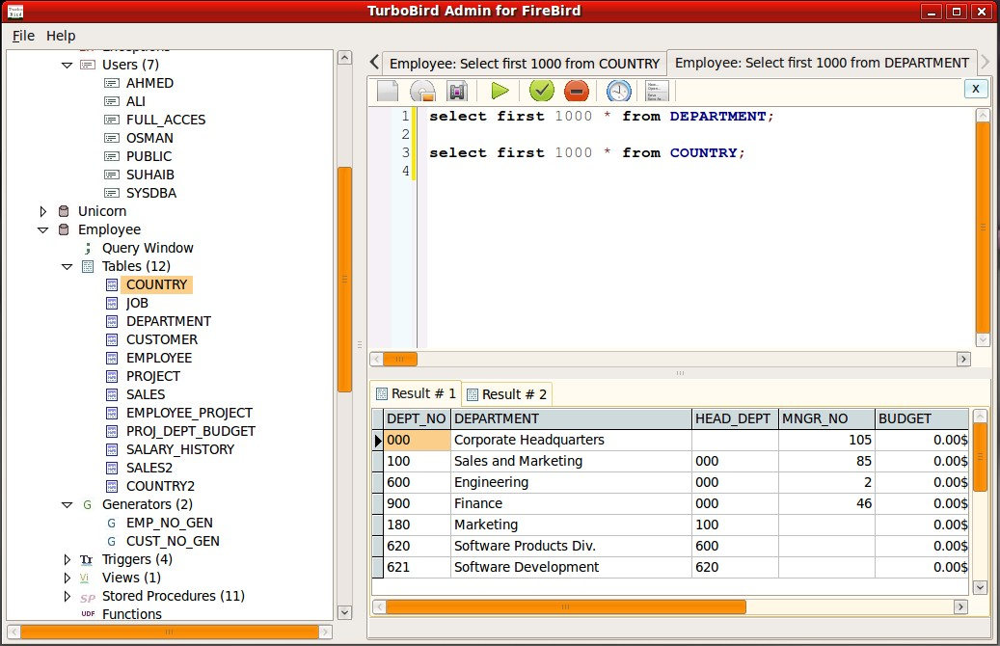 TurboBird Admin for FireBird
File Help
Exceptions
Users (7)
AHMED
ALI
FULL_ACCES
OSMAN
PUBLIC
SUHAIB
SYSDBA
Unicorn
Employee
; Query Window
Tables (12)
COUNTRY
JOB
DEPARTMENT
CUSTOMER
EMPLOYEE
PROJECT
SALES
EMPLOYEE_PROJECT
PROJ_DEPT_BUDGET
SALARY_HISTORY
SALES2
COUNTRY2
G Generators (2)
G EMP_NO_GEN
G CUST_NO_GEN
Tr Triggers (4)
Vi Views (1)
SP Stored Procedures (11)
UDF Functions
Employee: Select first 1000 from COUNTRY Employee: Select first 1000 from DEPARTMENT
X
1 select first 1000 * from DEPARTMENT;
2
3 select first 1000 * from COUNTRY;
4
Result # 1 Result # 2
DEPT_NO DEPARTMENT HEAD_DEPT MNGR_NO BUDGET
000 Corporate Headquarters 105 0.00$
100 Sales and Marketing 000 85 0.00$
600 Engineering 000 2 0.00$
900 Finance 000 46 0.00$
180 Marketing 100 0.00$
620 Software Products Div. 600 0.00$
621 Software Development 620 0.00$